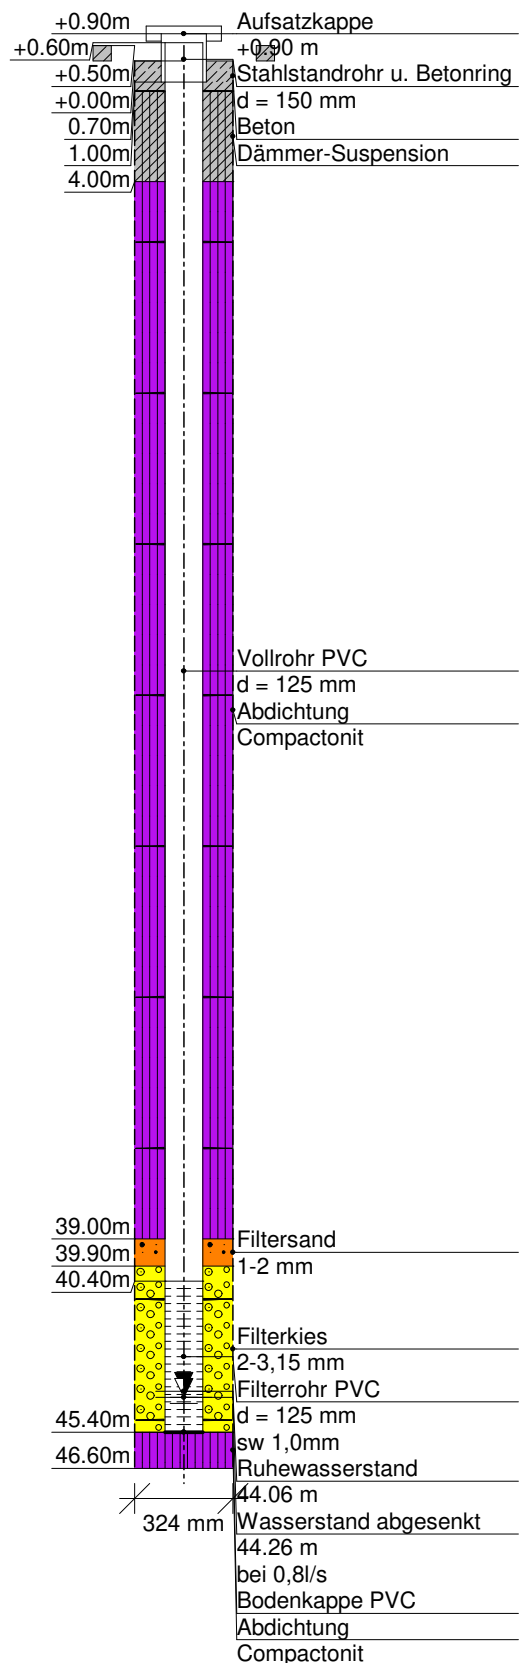 +0.90m Aufsatzkappe
+0.60m +0.90 m
+0.50m Stahlstandrohr u. Betonring
+0.00m d = 150 mm
0.70m Beton
1.00m Dämmer-Suspension
4.00m
Vollrohr PVC
d = 125 mm
Abdichtung
Compactonit
39.00m Filtersand
39.90m 1-2 mm
40.40m
Filterkies
2-3,15 mm
Filterrohr PVC
45.40m d = 125 mm
sw 1,0mm
46.60m Ruhewasserstand
44.06 m
324 mm Wasserstand abgesenkt
44.26 m
bei 0,8l/s
Bodenkappe PVC
Abdichtung
Compactonit